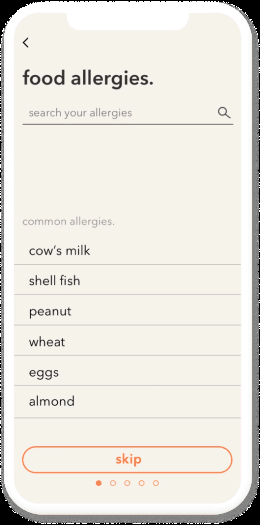 food allergies.
search your allergies
common allergies.
cow's milk
shell fish
peanut
wheat
eggs
almond
skip